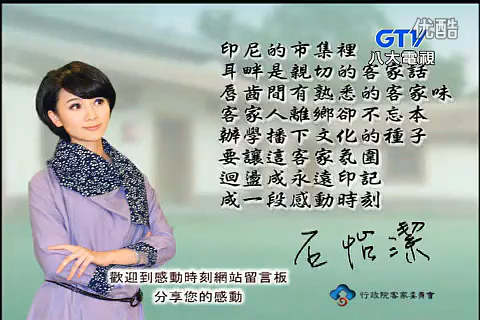 优酷
GTV
八大電視
印尼的市集裡
耳畔是親切的客家話
唇齒間有熟悉的客家味
客家人離鄉卻不忘本
辦學播下文化的種子
要讓這客家氛圍
迴盪成永遠印記
成一段感動時刻
石怡潔
歡迎到感動時刻網站留言板
分享您的感動
行政院客家委員會